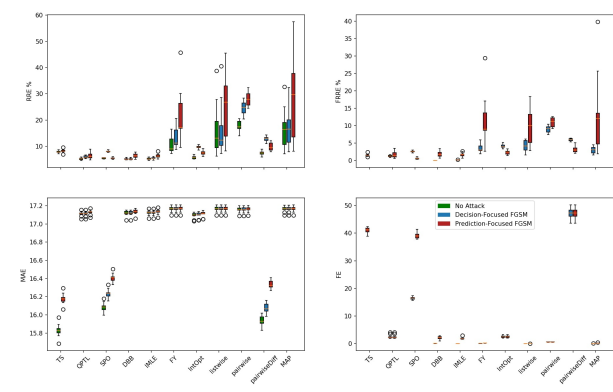 60
50
40
30
20
10
RRE %
40
35
30
25
20
15
10
5
0
FRRE %
17.2
17.0
16.8
16.6
16.4
16.2
16.0
15.8
MAE
TS
QPTL
SPO
DBB
IMLE
FY
IntOpt
listwise
pairwise
pairwiseDiff
MAP
50
40
30
20
10
0
FE
No Attack
Decision-Focused FGSM
Prediction-Focused FGSM
TS
QPTL
SPO
DBB
IMLE
FY
IntOpt
listwise
pairwise
pairwiseDiff
MAP